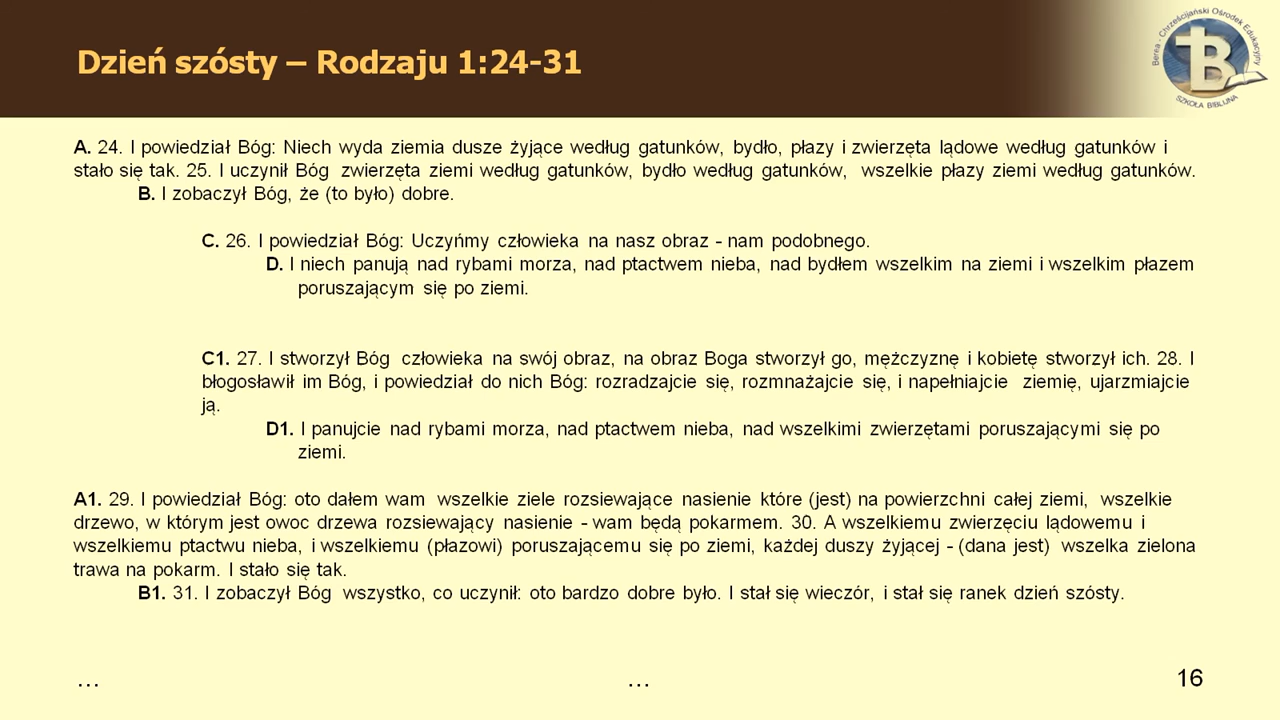 Dzień szósty – Rodzaju 1:24-31
Berea - Chrześcijański Ośrodek Edukacyjny
SZKOŁA BIBLIJNA
A. 24. I powiedział Bóg: Niech wyda ziemia dusze żyjące według gatunków, bydło, płazy i zwierzęta lądowe według gatunków i
stało się tak. 25. I uczynił Bóg zwierzęta ziemi według gatunków, bydło według gatunków, wszelkie płazy ziemi według gatunków.
B. I zobaczył Bóg, że (to było) dobre.
C. 26. I powiedział Bóg: Uczyńmy człowieka na nasz obraz - nam podobnego.
D. I niech panują nad rybami morza, nad ptactwem nieba, nad bydłem wszelkim na ziemi i wszelkim płazem
poruszającym się po ziemi.
C1. 27. I stworzył Bóg człowieka na swój obraz, na obraz Boga stworzył go, mężczyznę i kobietę stworzył ich. 28. I
błogosławił im Bóg, i powiedział do nich Bóg: rozradzajcie się, rozmnażajcie się, i napełniajcie ziemię, ujarzmiajcie
ją.
D1. I panujcie nad rybami morza, nad ptactwem nieba, nad wszelkimi zwierzętami poruszającymi się po
ziemi.
A1. 29. I powiedział Bóg: oto dałem wam wszelkie ziele rozsiewające nasienie które (jest) na powierzchni całej ziemi, wszelkie
drzewo, w którym jest owoc drzewa rozsiewający nasienie - wam będą pokarmem. 30. A wszelkiemu zwierzęciu lądowemu i
wszelkiemu ptactwu nieba, i wszelkiemu (płazowi) poruszającemu się po ziemi, każdej duszy żyjącej - (dana jest) wszelka zielona
trawa na pokarm. I stało się tak.
B1. 31. I zobaczył Bóg wszystko, co uczynił: oto bardzo dobre było. I stał się wieczór, i stał się ranek dzień szósty.
... ... 16